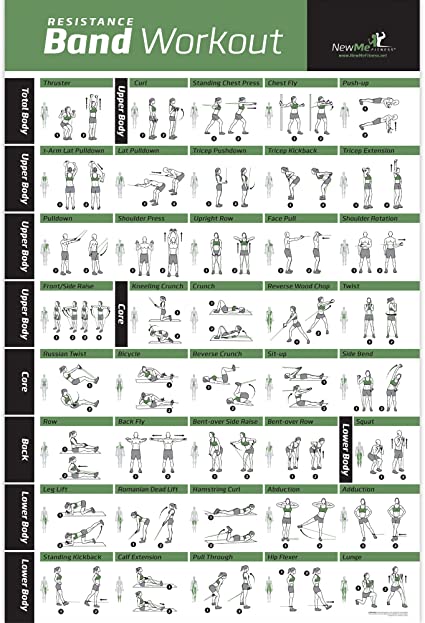 RESISTANCE
Band Workout
NewMe FITNESS
www.NewMeFitness.net
Total Body
Thruster
Upper Body
Curl
Standing Chest Press
Chest Fly
Push-up
Upper Body
1-Arm Lat Pulldown
Lat Pulldown
Tricep Pushdown
Tricep Kickback
Tricep Extension
Upper Body
Pulldown
Shoulder Press
Upright Row
Face Pull
Shoulder Rotation
Upper Body
Front/Side Raise
Core
Kneeling Crunch
Crunch
Reverse Wood Chop
Twist
Core
Russian Twist
Bicycle
Reverse Crunch
Sit-up
Side Bend
Back
Row
Back Fly
Bent-over Side Raise
Bent-over Row
Lower Body
Squat
Lower Body
Leg Lift
Romanian Dead Lift
Hamstring Curl
Abduction
Adduction
Lower Body
Standing Kickback
Calf Extension
Pull Through
Hip Flexer
Lunge